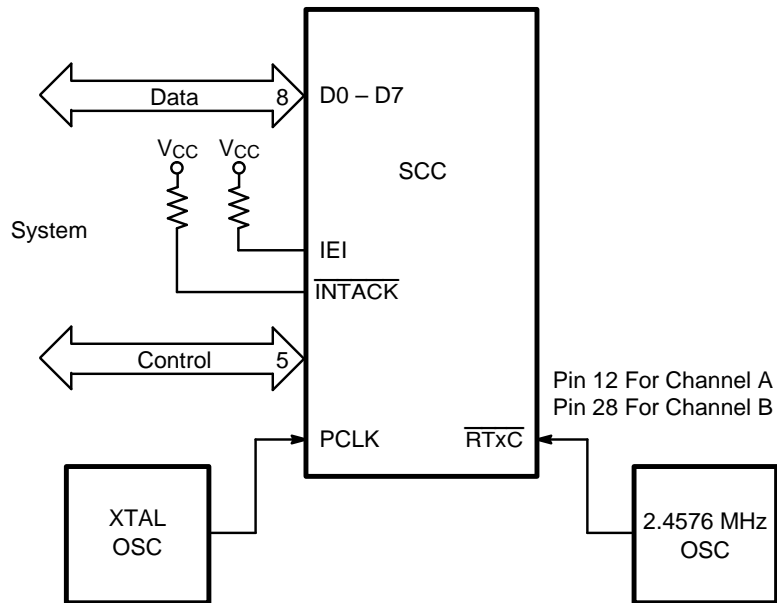 Data 8 D0 – D7
VCC VCC
SCC
System
IEI
INTACK
Control 5
Pin 12 For Channel A
Pin 28 For Channel B
PCLK RTxC
XTAL
OSC
2.4576 MHz
OSC